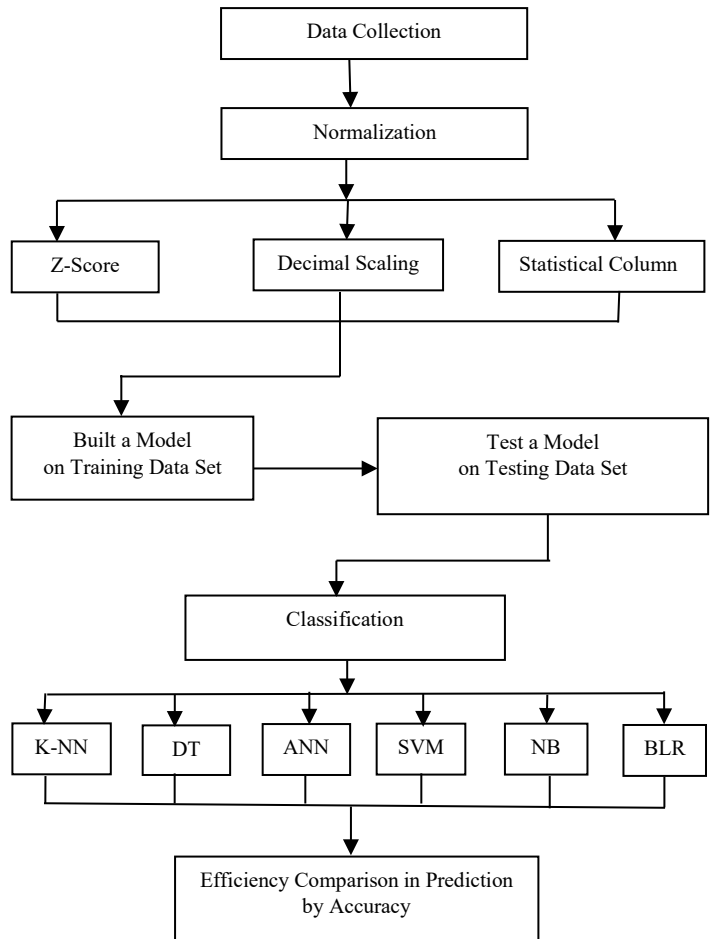 Data Collection
Normalization
Z-Score
Decimal Scaling
Statistical Column
Built a Model
on Training Data Set
Test a Model
on Testing Data Set
Classification
K-NN
DT
ANN
SVM
NB
BLR
Efficiency Comparison in Prediction
by Accuracy